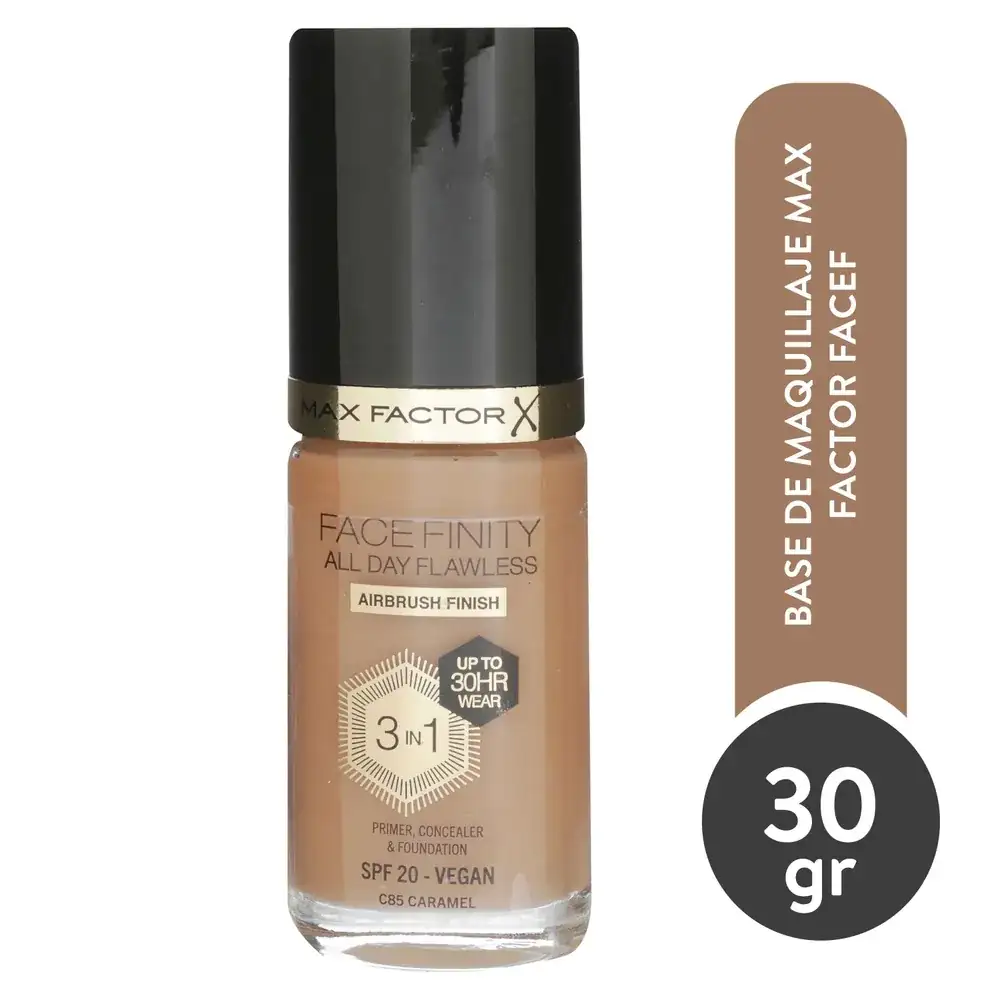 MAX FACTOR X
FACEFINITY
ALL DAY FLAWLESS
AIRBRUSH FINISH
UP TO
30HR
WEAR
3 IN 1
PRIMER, CONCEALER
& FOUNDATION
SPF 20 - VEGAN
C85 CARAMEL
BASE DE MAQUILLAJE MAX
FACTOR FACEF
30
gr